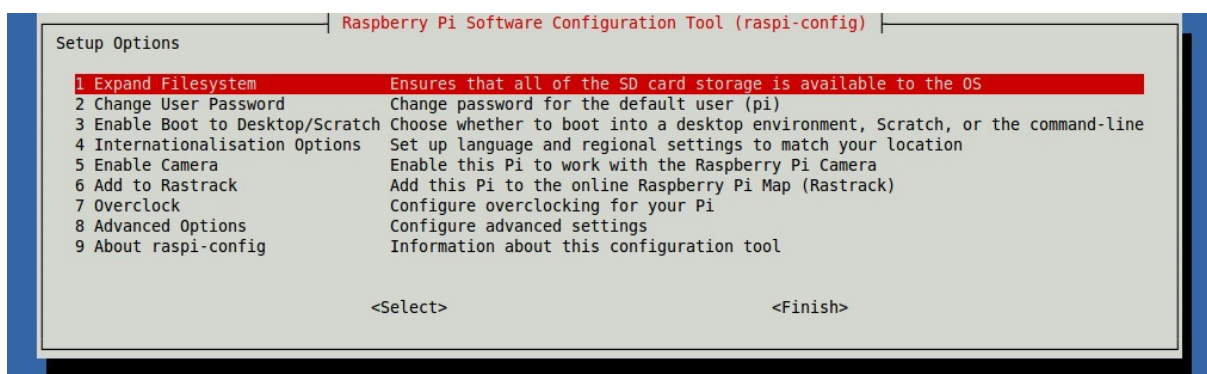 Raspberry Pi Software Configuration Tool (raspi-config)
Setup Options
1 Expand Filesystem Ensures that all of the SD card storage is available to the OS
2 Change User Password Change password for the default user (pi)
3 Enable Boot to Desktop/Scratch Choose whether to boot into a desktop environment, Scratch, or the command-line
4 Internationalisation Options Set up language and regional settings to match your location
5 Enable Camera Enable this Pi to work with the Raspberry Pi Camera
6 Add to Rastrack Add this Pi to the online Raspberry Pi Map (Rastrack)
7 Overclock Configure overclocking for your Pi
8 Advanced Options Configure advanced settings
9 About raspi-config Information about this configuration tool
<Select> <Finish>